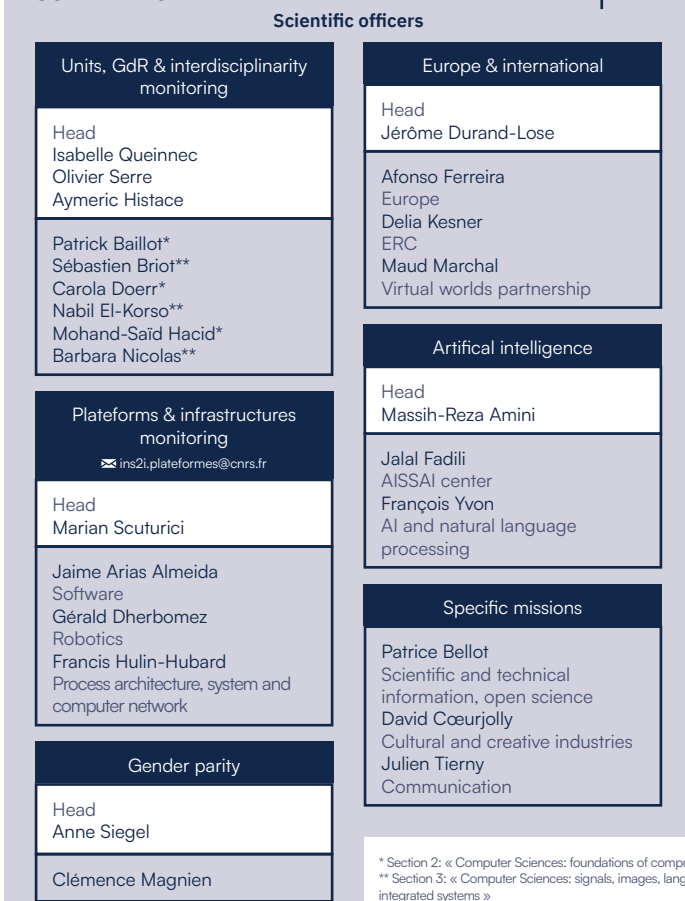 Scientific officers
Units, GdR & interdisciplinarity
monitoring
Head
Isabelle Queinnec
Olivier Serre
Aymeric Histace
Patrick Baillot*
Sébastien Briot**
Carola Doerr*
Nabil El-Korso**
Mohand-Saïd Hacid*
Barbara Nicolas**
Plateforms & infrastructures
monitoring
ins2i.plateformes@cnrs.fr
Head
Marian Scuturici
Jaime Arias Almeida
Software
Gérald Dherbomez
Robotics
Francis Hulin-Hubard
Process architecture, system and
computer network
Gender parity
Head
Anne Siegel
Clémence Magnien
Europe & international
Head
Jérôme Durand-Lose
Afonso Ferreira
Europe
Delia Kesner
ERC
Maud Marchal
Virtual worlds partnership
Artifical intelligence
Head
Massih-Reza Amini
Jalal Fadili
AISSAI center
François Yvon
AI and natural language
processing
Specific missions
Patrice Bellot
Scientific and technical
information, open science
David Cœurjolly
Cultural and creative industries
Julien Tierny
Communication
* Section 2: « Computer Sciences: foundations of compu
** Section 3: « Computer Sciences: signals, images, lang
integrated systems »